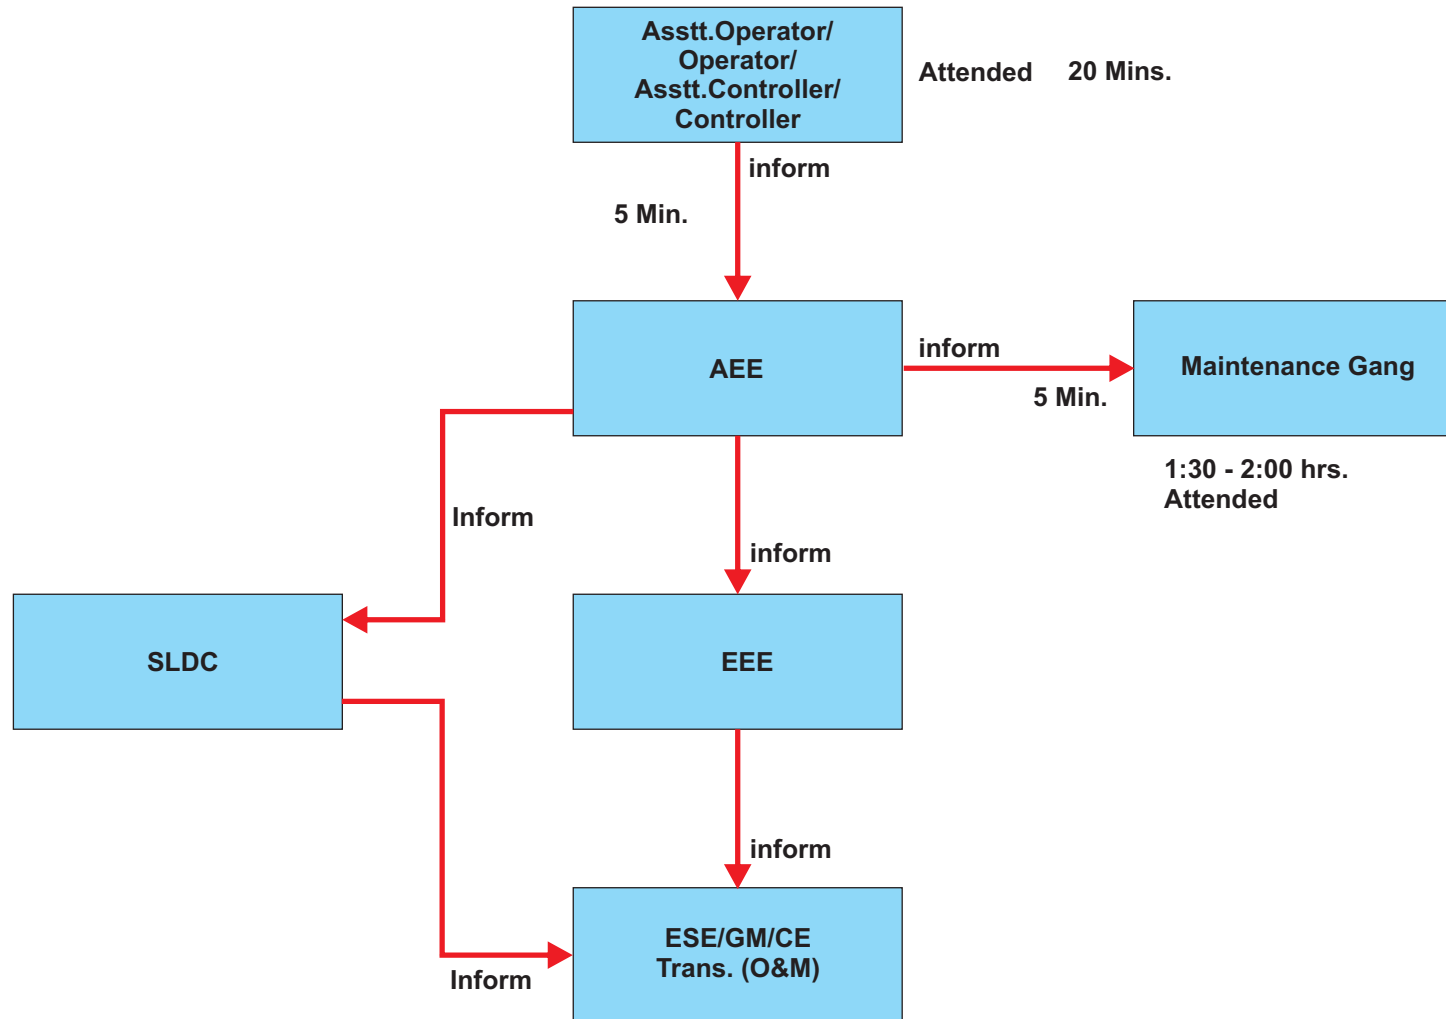 Asstt.Operator/
Operator/
Asstt.Controller/
Controller
Attended 20 Mins.
inform
5 Min.
AEE
inform
5 Min.
Maintenance Gang
1:30 - 2:00 hrs.
Attended
Inform
inform
SLDC
EEE
inform
ESE/GM/CE
Trans. (O&M)
Inform